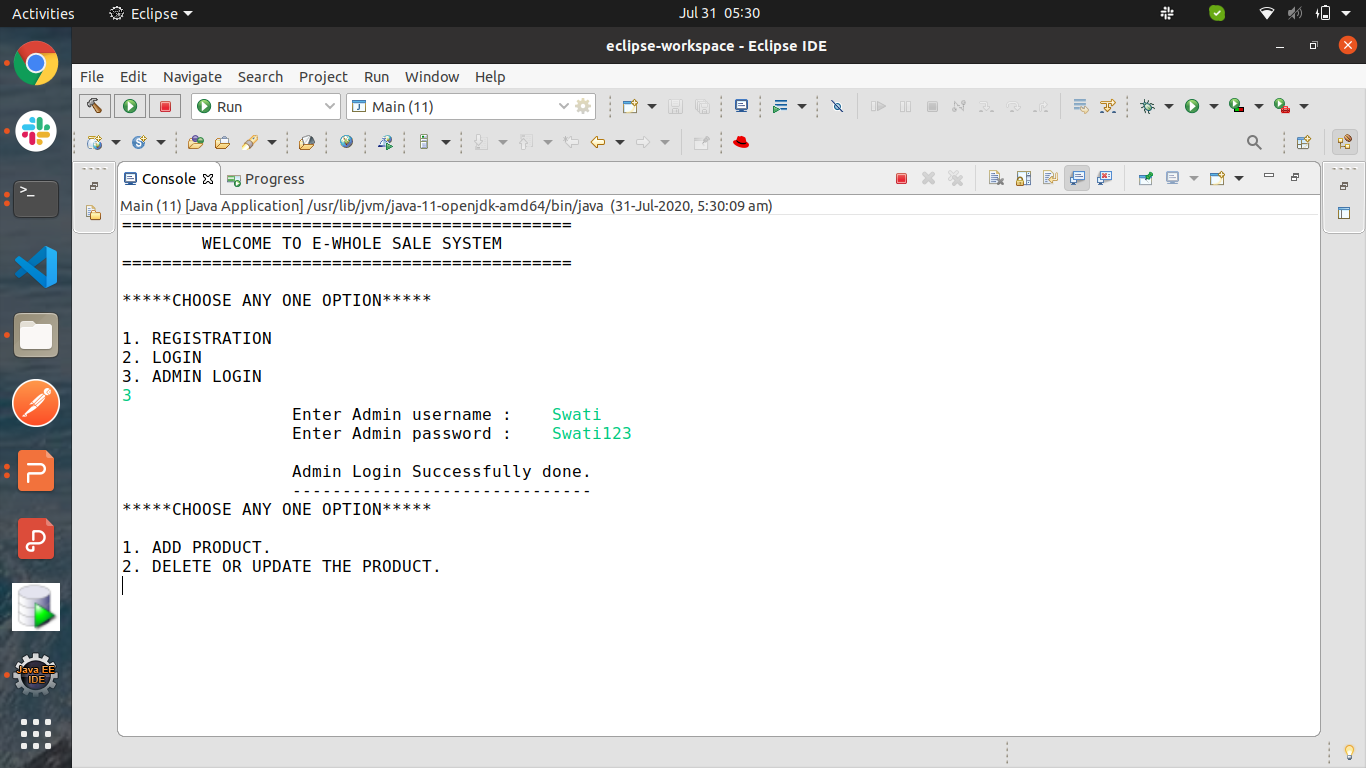 Activities Eclipse Jul 31 05:30
eclipse-workspace - Eclipse IDE
File Edit Navigate Search Project Run Window Help
Run Main (11)
Console Progress
Main (11) [Java Application] /usr/lib/jvm/java-11-openjdk-amd64/bin/java (31-Jul-2020, 5:30:09 am)
=============================================
WELCOME TO E-WHOLE SALE SYSTEM
=============================================
*****CHOOSE ANY ONE OPTION*****
1. REGISTRATION
2. LOGIN
3. ADMIN LOGIN
3
Enter Admin username : Swati
Enter Admin password : Swati123
Admin Login Successfully done.
------------------------------
*****CHOOSE ANY ONE OPTION*****
1. ADD PRODUCT.
2. DELETE OR UPDATE THE PRODUCT.
Java EE
IDE